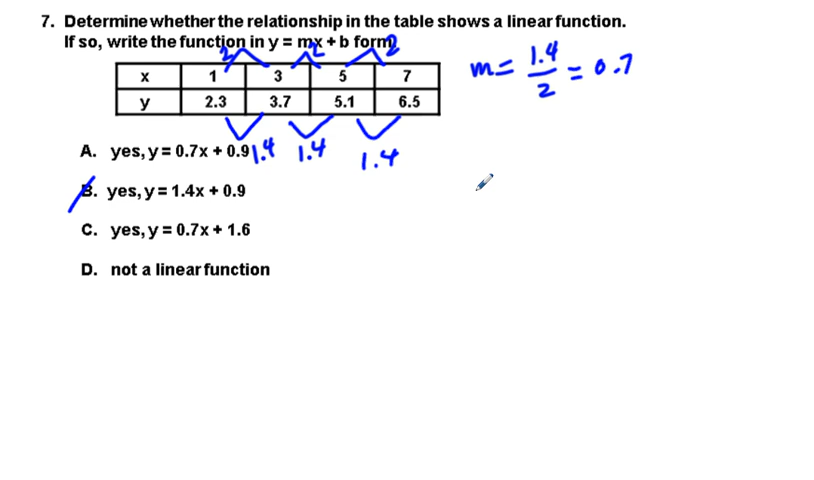 7. Determine whether the relationship in the table shows a linear function.
If so, write the function in y = mx + b form.
2 2 2
x 1 3 5 7
y 2.3 3.7 5.1 6.5
1.4 1.4 1.4
m = 1.4/2 = 0.7
A. yes, y = 0.7x + 0.9
B. yes, y = 1.4x + 0.9
C. yes, y = 0.7x + 1.6
D. not a linear function